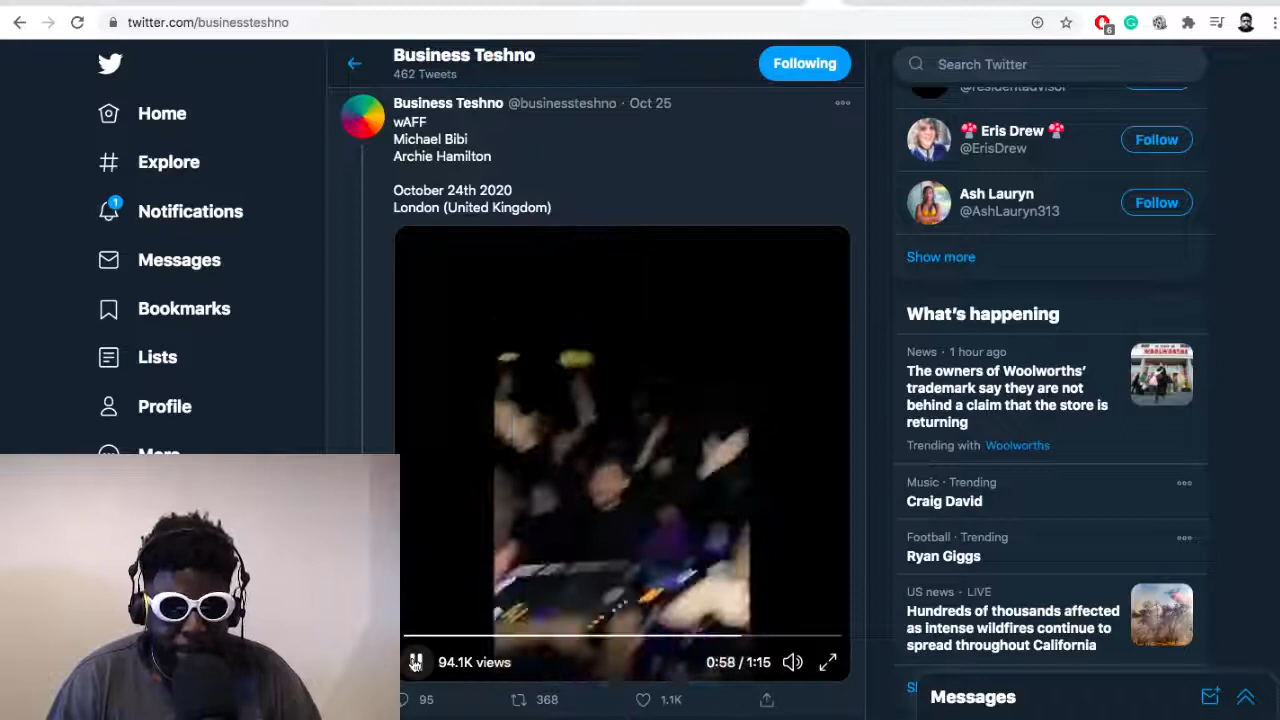 twitter.com/businessteshno
6
Home
Explore
1
Notifications
Messages
Bookmarks
Lists
Profile
More
Business Teshno
462 Tweets
Following
Business Teshno @businessteshno · Oct 25
wAFF
Michael Bibi
Archie Hamilton
October 24th 2020
London (United Kingdom)
94.1K views
0:58 / 1:15
95
368
1.1K
Search Twitter
@residentadvisor
Eris Drew
@ErisDrew
Follow
Ash Lauryn
@AshLauryn313
Follow
Show more
What's happening
News · 1 hour ago
The owners of Woolworths'
trademark say they are not
behind a claim that the store is
returning
Trending with Woolworths
Music · Trending
Craig David
Football · Trending
Ryan Giggs
US news · LIVE
Hundreds of thousands affected
as intense wildfires continue to
spread throughout California
Messages